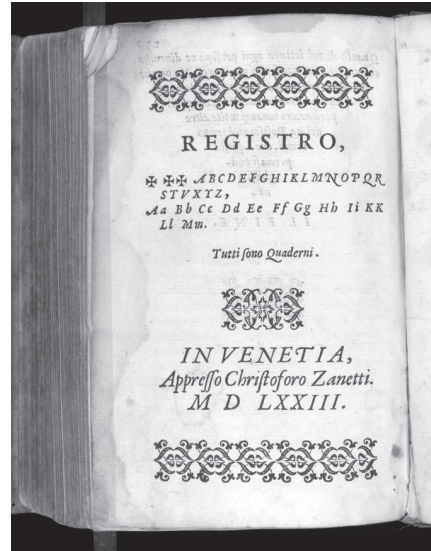 REGISTRO,
✠ ✠✠ ABCDEFGHIKLMNOPQR
STVXYZ,
Aa Bb Cc Dd Ee Ff Gg Hh Ii KK
Ll Mm.
Tutti ſono Quaderni.
IN VENETIA,
Appreſſo Chriſtoforo Zanetti.
M D LXXIII.